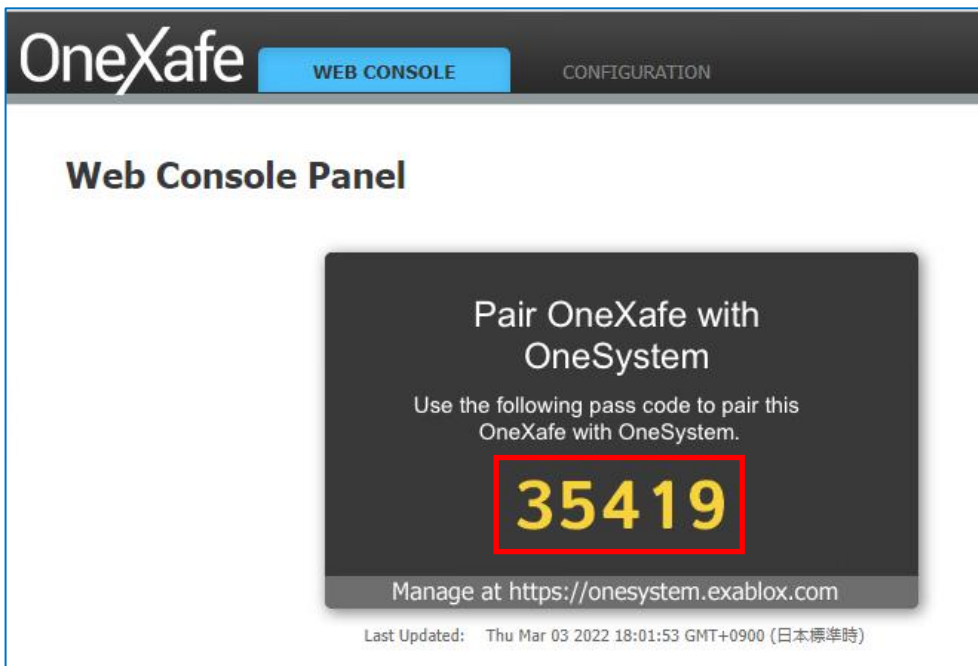 OneXafe WEB CONSOLE CONFIGURATION
Web Console Panel
Pair OneXafe with
OneSystem
Use the following pass code to pair this
OneXafe with OneSystem.
35419
Manage at https://onesystem.exablox.com
Last Updated: Thu Mar 03 2022 18:01:53 GMT+0900 (日本標準時)